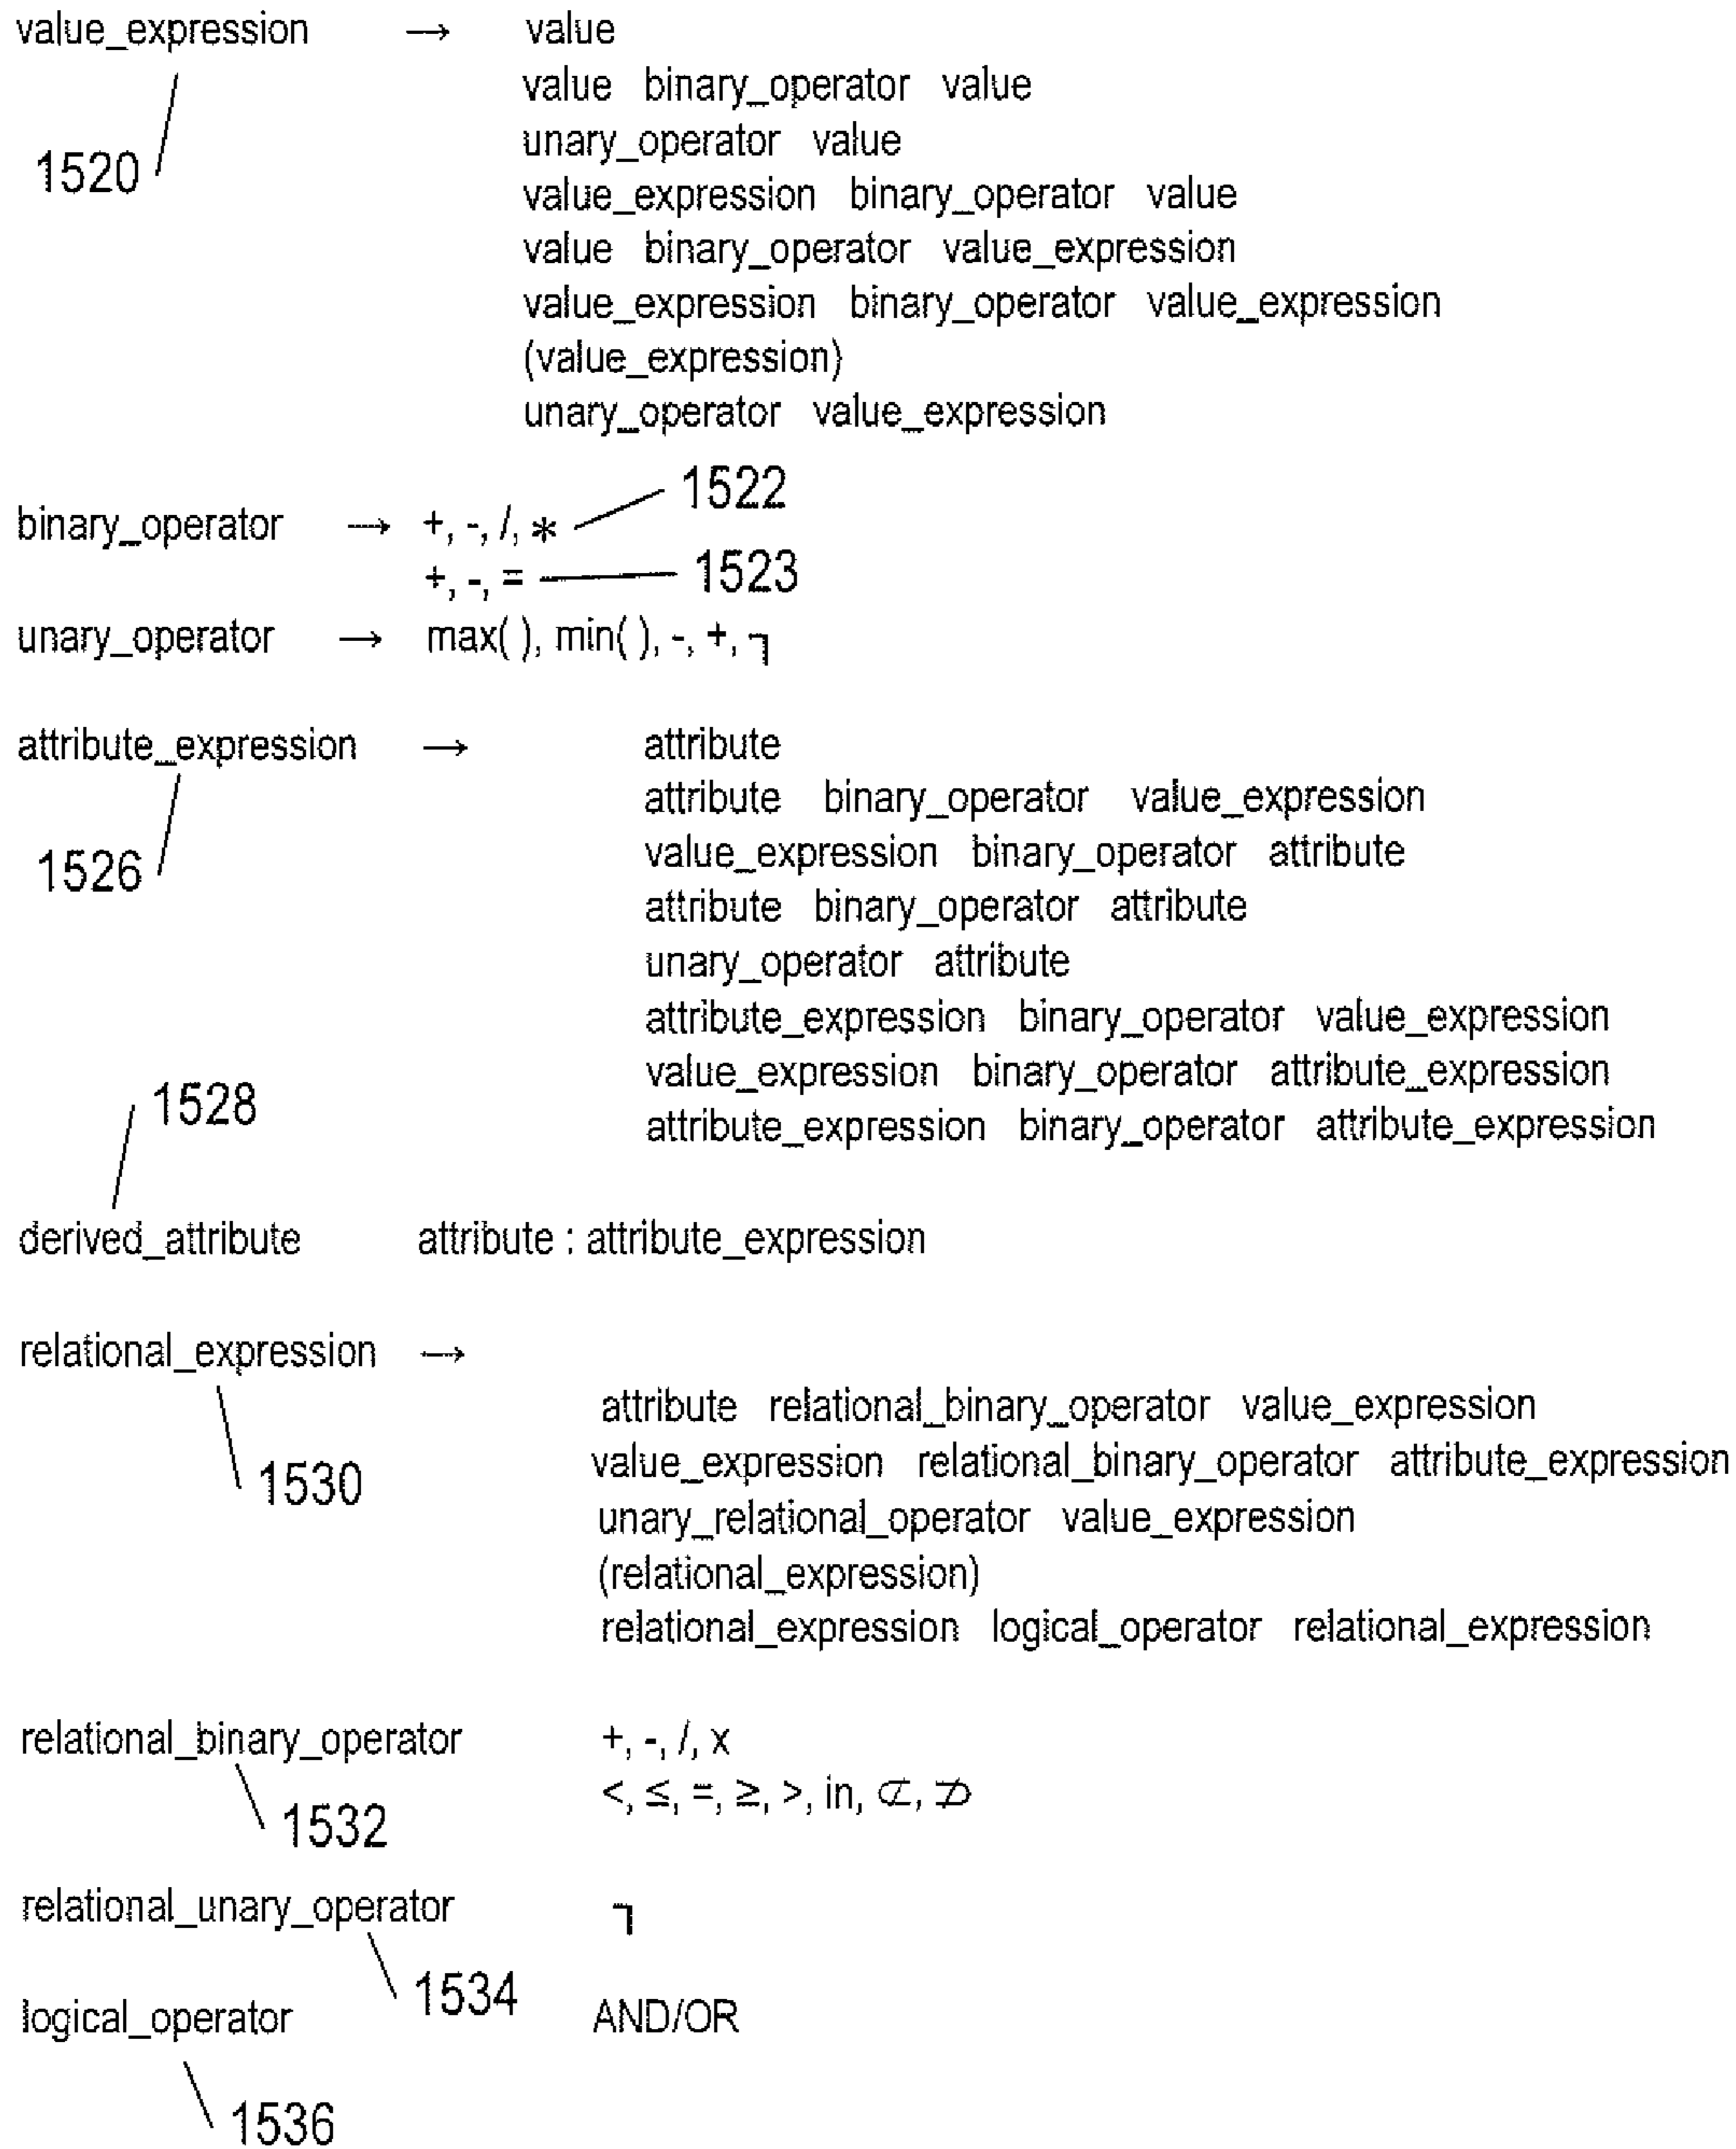 value_expression → value
value binary_operator value
unary_operator value
1520
value_expression binary_operator value
value binary_operator value_expression
value_expression binary_operator value_expression
(value_expression)
unary_operator value_expression
1522
binary_operator → +, -, /, *
+, -, = 1523
unary_operator → max( ), min( ), -, +, ┐
attribute_expression → attribute
attribute binary_operator value_expression
value_expression binary_operator attribute
1526
attribute binary_operator attribute
unary_operator attribute
attribute_expression binary_operator value_expression
value_expression binary_operator attribute_expression
1528
attribute_expression binary_operator attribute_expression
derived_attribute attribute : attribute_expression
relational_expression →
attribute relational_binary_operator value_expression
value_expression relational_binary_operator attribute_expression
1530
unary_relational_operator value_expression
(relational_expression)
relational_expression logical_operator relational_expression
relational_binary_operator +, -, /, x
<, ≤, =, ≥, >, in, ⊄, ⊅
1532
relational_unary_operator ┐
1534
logical_operator AND/OR
1536